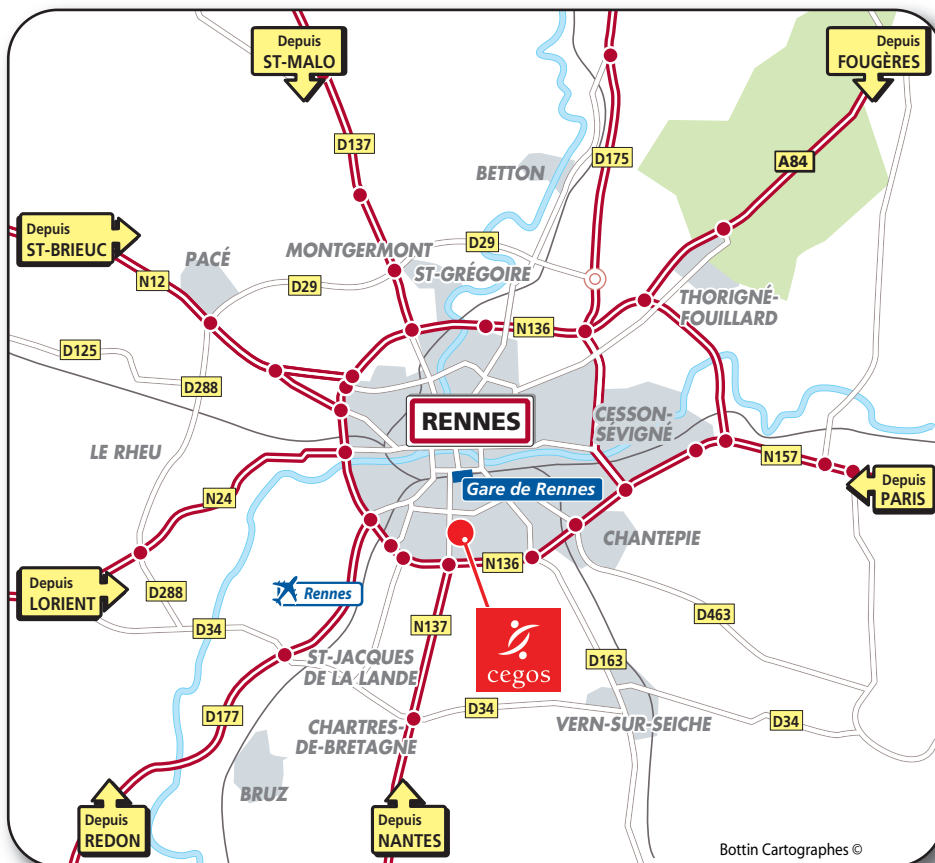 Depuis
ST-MALO
Depuis
FOUGÈRES
D137
D175
A84
BETTON
Depuis
ST-BRIEUC
PACÉ
MONTGERMONT
D29
ST-GRÉGOIRE
N12
D29
THORIGNÉ-
FOUILLARD
N136
D125
D288
RENNES
CESSON-
SÉVIGNÉ
LE RHEU
N157
Gare de Rennes
Depuis
PARIS
N24
CHANTEPIE
N136
Depuis
LORIENT
D288
Rennes
D463
D34
N137
cegos
ST-JACQUES
DE LA LANDE
D163
D177
D34
CHARTRES-
DE-BRETAGNE
VERN-SUR-SEICHE
D34
BRUZ
Depuis
REDON
Depuis
NANTES
Bottin Cartographes ©